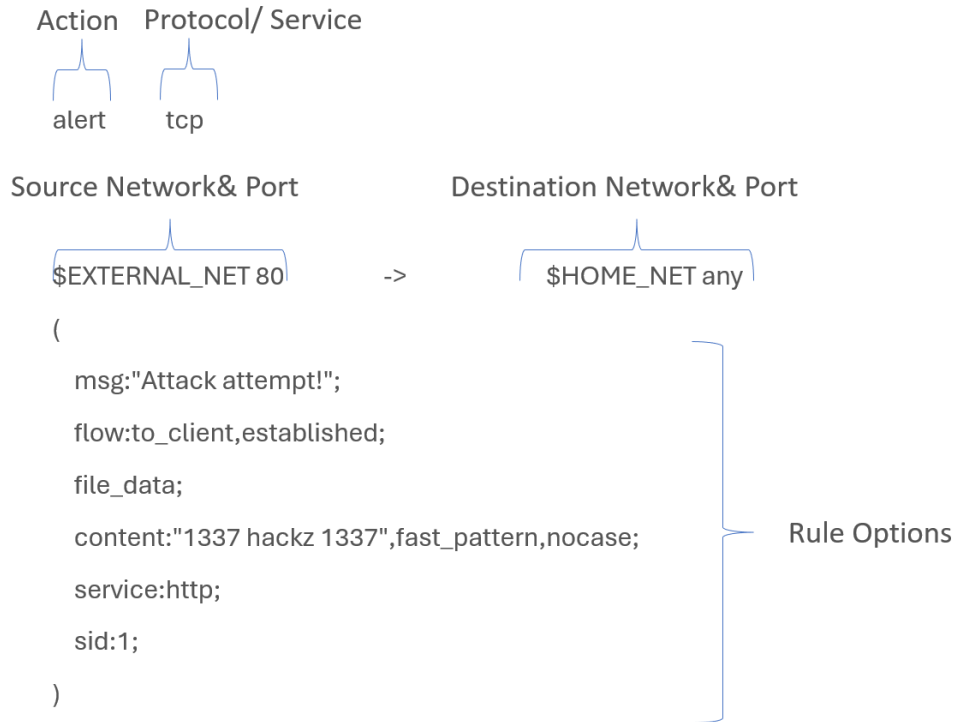 Action Protocol/ Service
alert tcp
Source Network& Port Destination Network& Port
$EXTERNAL_NET 80 -> $HOME_NET any
(
msg:"Attack attempt!";
flow:to_client,established;
file_data;
content:"1337 hackz 1337",fast_pattern,nocase;
Rule Options
service:http;
sid:1;
)